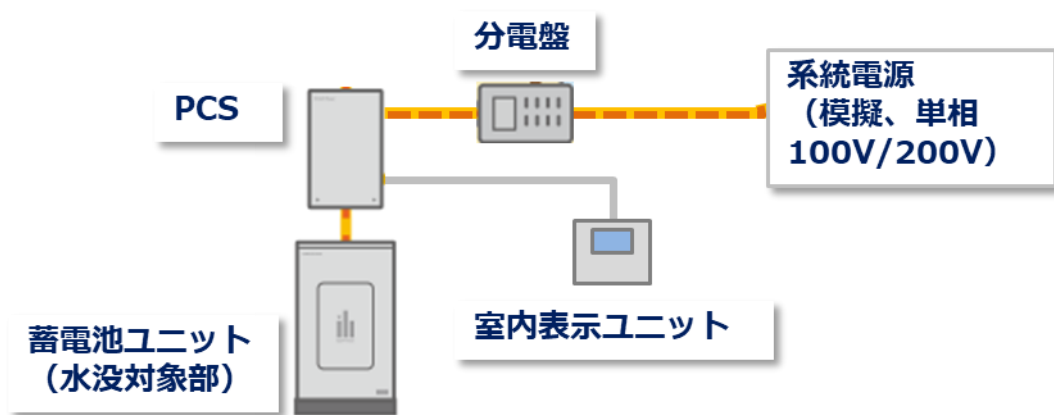 分電盤
系統電源
（模擬、単相
100V/200V）
PCS
室内表示ユニット
蓄電池ユニット
（水没対象部）